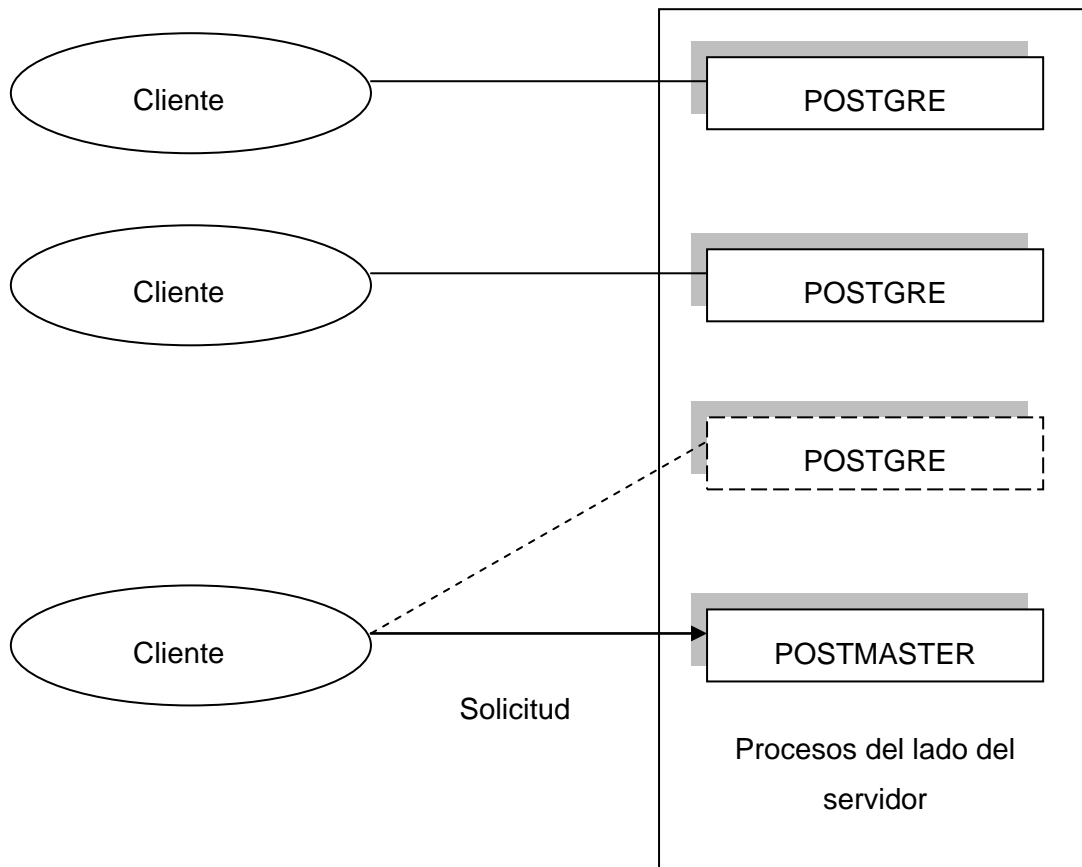 Cliente
POSTGRE
Cliente
POSTGRE
POSTGRE
Cliente
POSTMASTER
Solicitud
Procesos del lado del
servidor